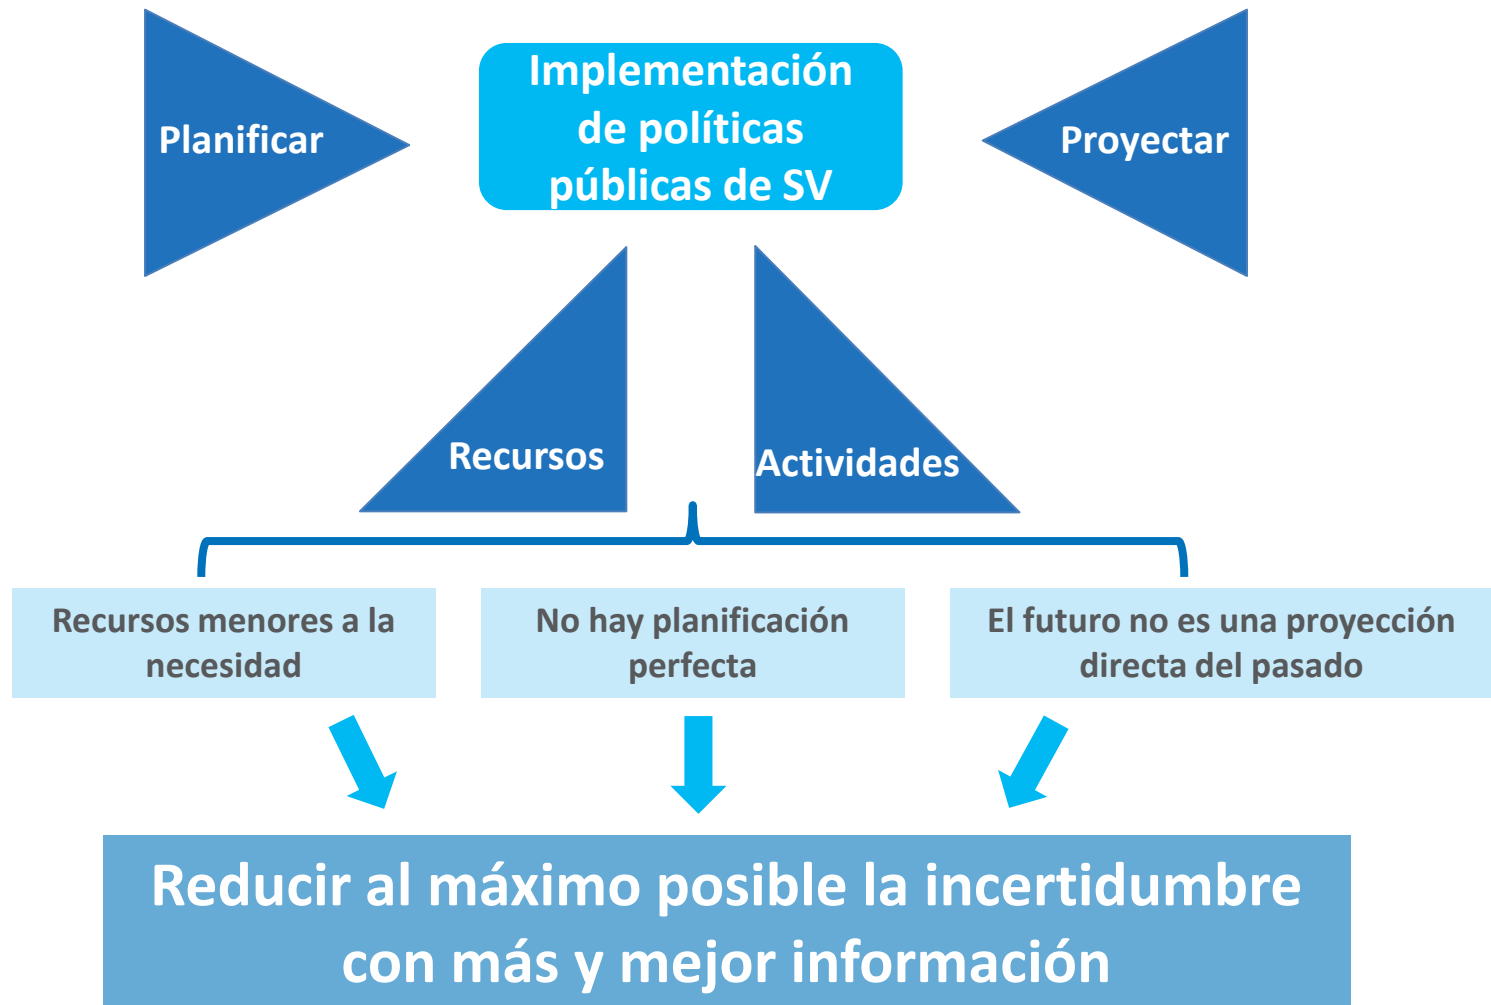 Implementación
de políticas
públicas de SV
Planificar
Proyectar
Recursos
Actividades
Recursos menores a la
necesidad
No hay planificación
perfecta
El futuro no es una proyección
directa del pasado
Reducir al máximo posible la incertidumbre
con más y mejor información